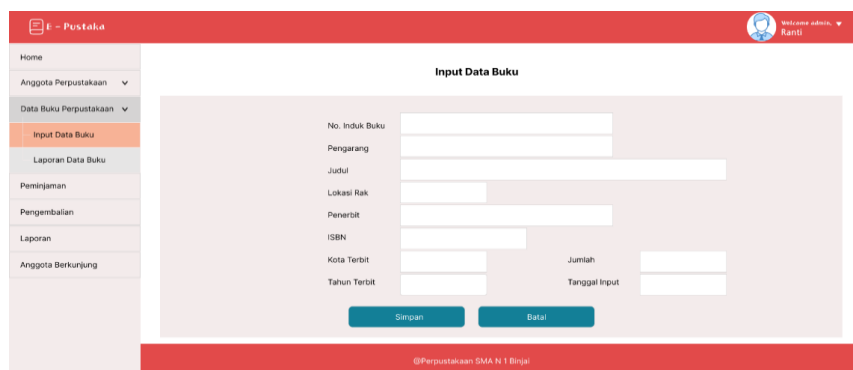 E - Pustaka
Welcome admin,
Ranti
Home
Anggota Perpustakaan
Data Buku Perpustakaan
Input Data Buku
Laporan Data Buku
Peminjaman
Pengembalian
Laporan
Anggota Berkunjung
Input Data Buku
No. Induk Buku
Pengarang
Judul
Lokasi Rak
Penerbit
ISBN
Kota Terbit
Jumlah
Tahun Terbit
Tanggal Input
Simpan
Batal
@Perpustakaan SMA N 1 Binjai